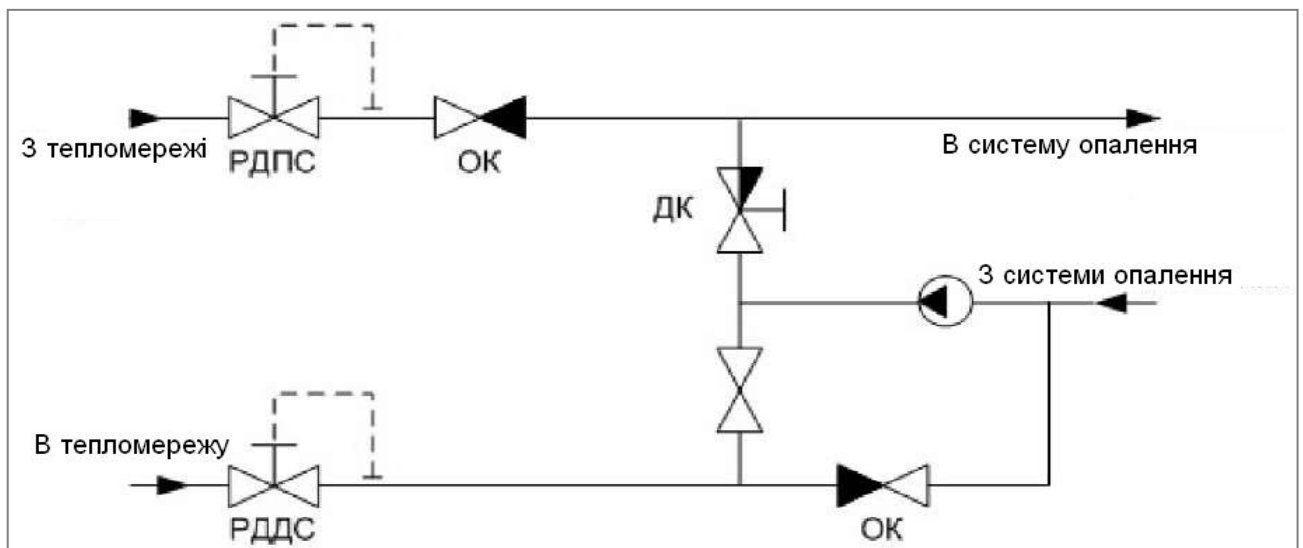 З тепломережі
РДПС
ОК
В систему опалення
ДК
З системи опалення
В тепломережу
РДДС
ОК